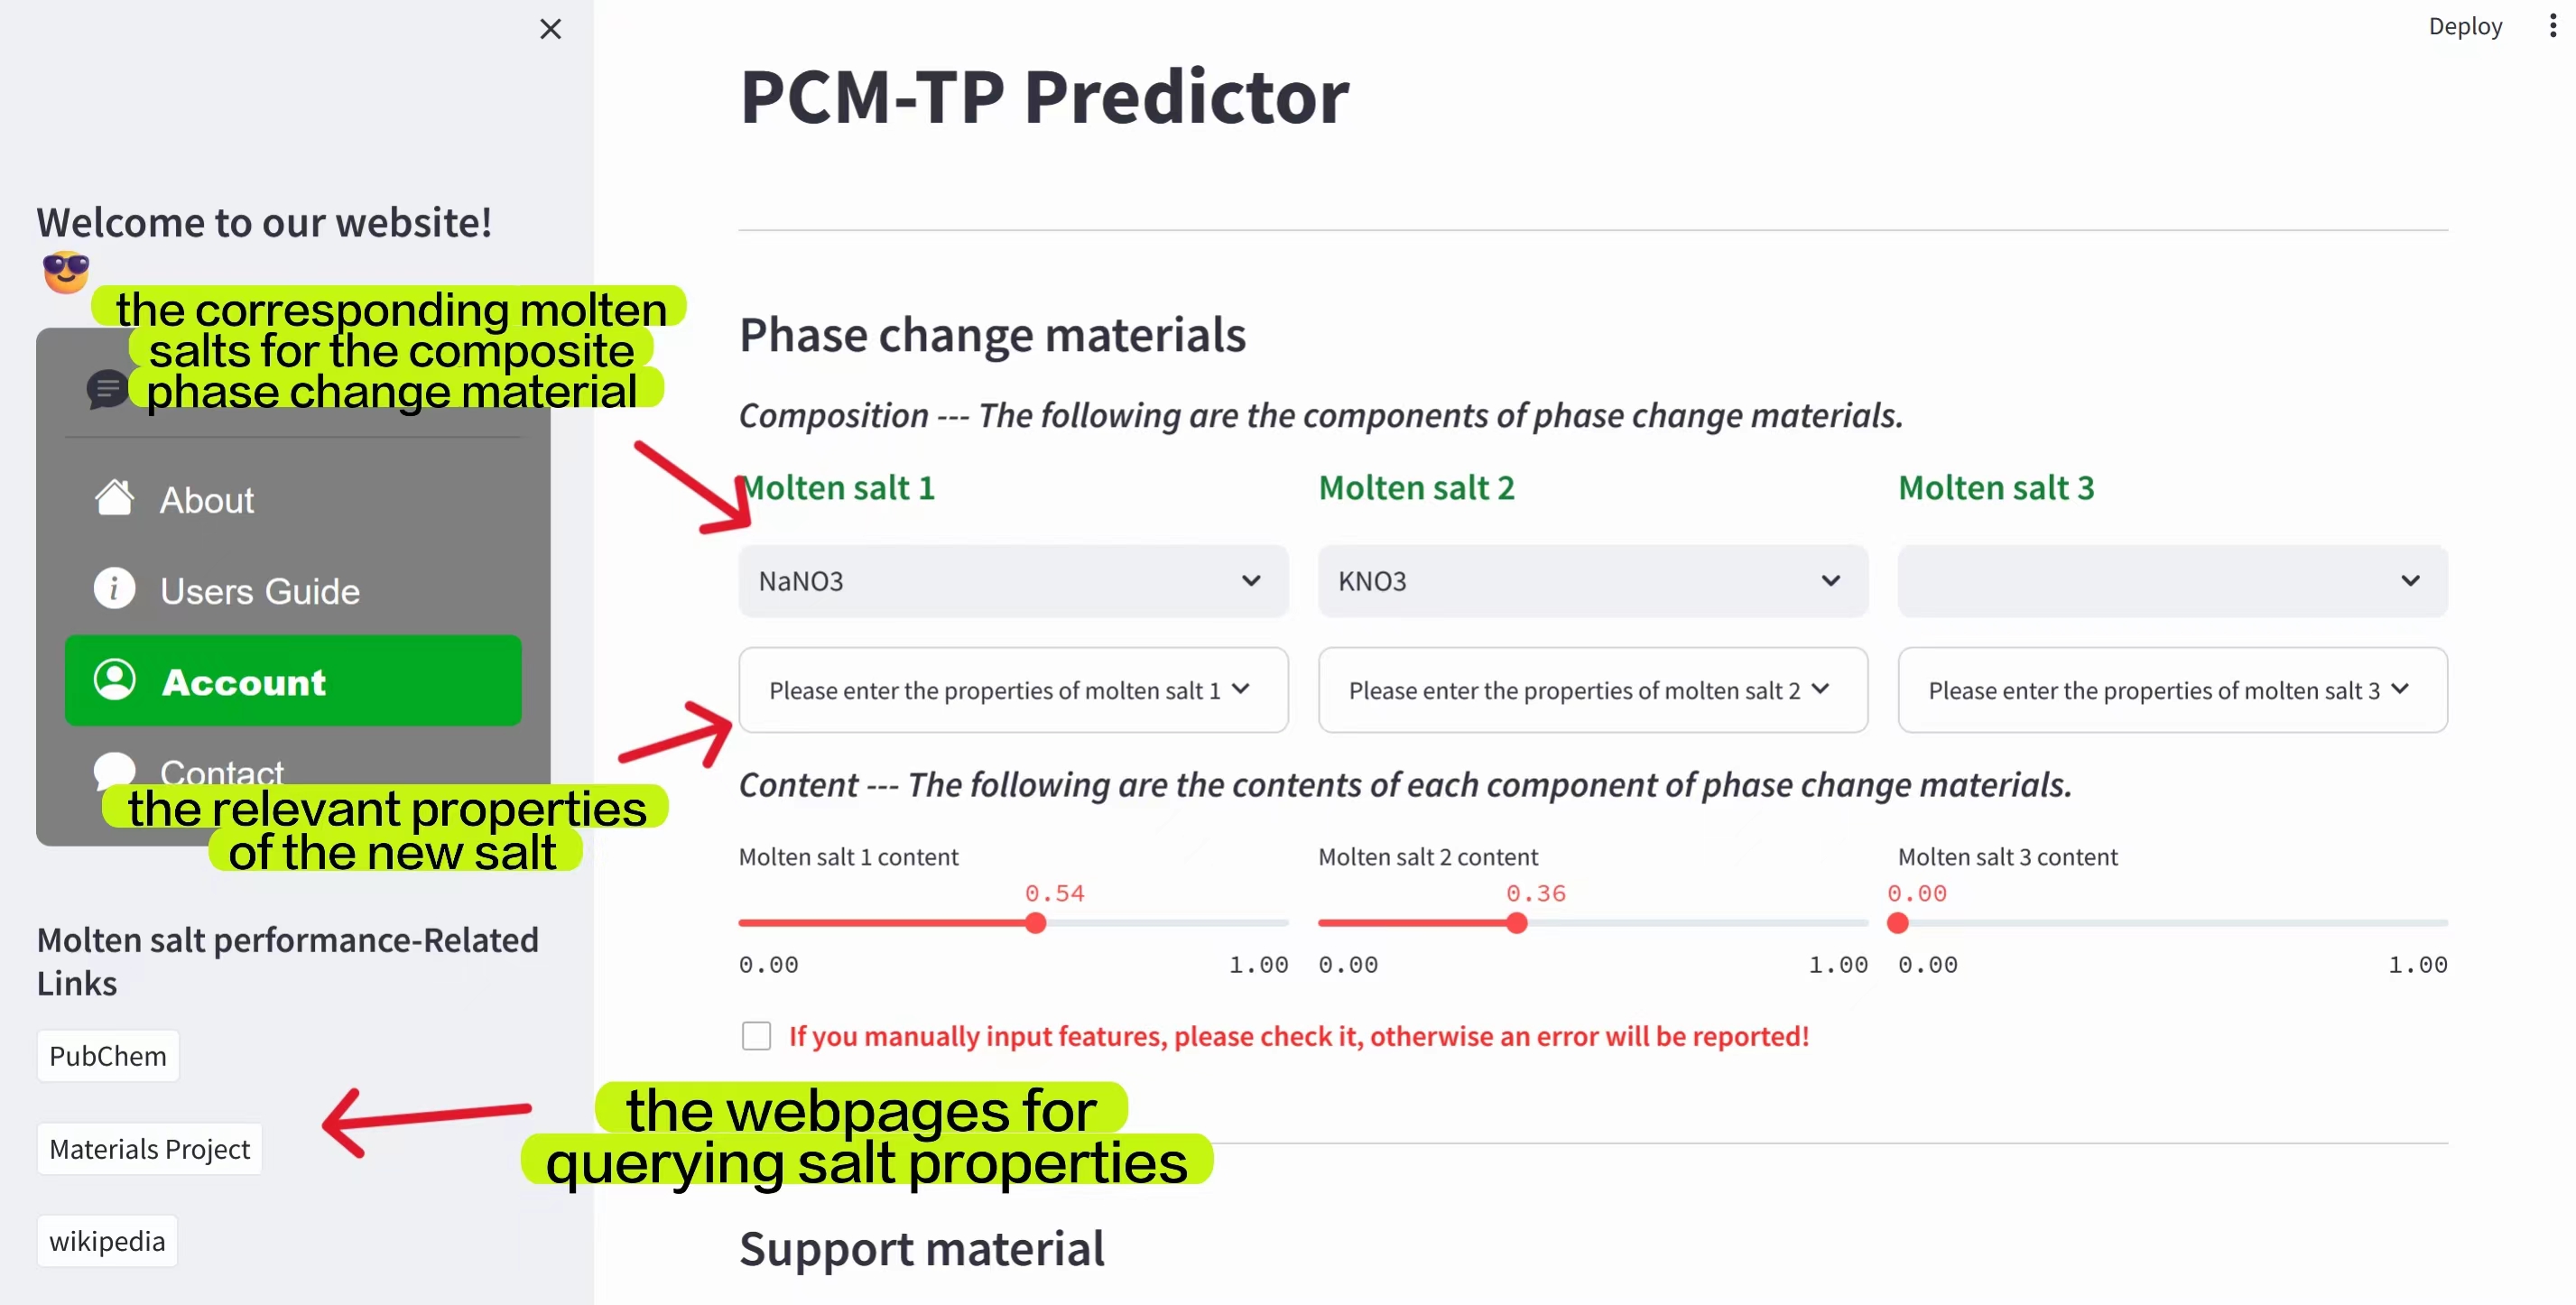 Deploy
PCM-TP Predictor
Welcome to our website!
the corresponding molten
salts for the composite
phase change material
About
Users Guide
Account
Contact
the relevant properties
of the new salt
Molten salt performance-Related
Links
PubChem
Materials Project
wikipedia
the webpages for
querying salt properties
Phase change materials
Composition --- The following are the components of phase change materials.
Molten salt 1
Molten salt 2
Molten salt 3
NaNO3
KNO3
Please enter the properties of molten salt 1
Please enter the properties of molten salt 2
Please enter the properties of molten salt 3
Content --- The following are the contents of each component of phase change materials.
Molten salt 1 content
Molten salt 2 content
Molten salt 3 content
0.54
0.36
0.00
0.00 1.00
0.00 1.00
0.00 1.00
If you manually input features, please check it, otherwise an error will be reported!
Support material